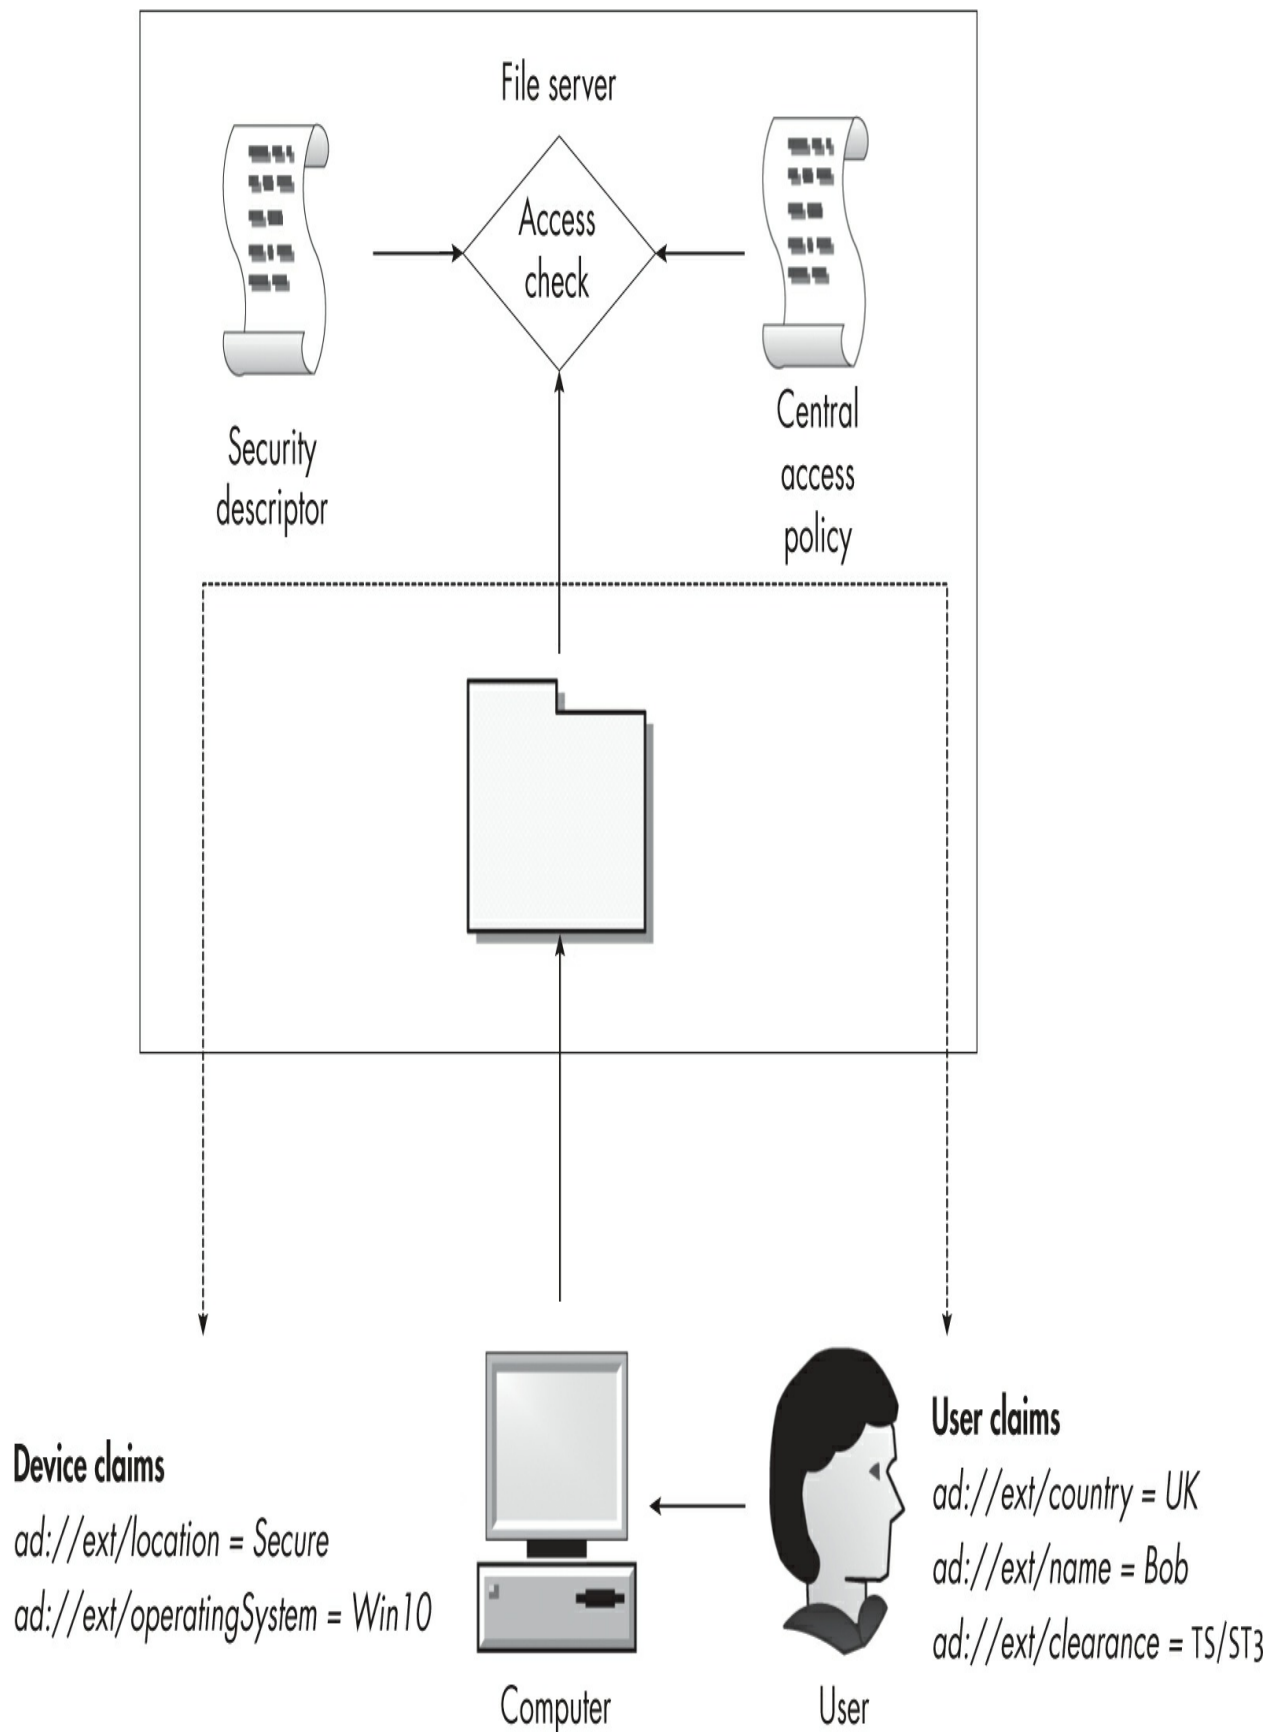 File server
Access
check
Security
descriptor
Central
access
policy
Device claims
ad://ext/location = Secure
ad://ext/operatingSystem = Win10
User claims
ad://ext/country = UK
ad://ext/name = Bob
ad://ext/clearance = TS/ST3
Computer
User